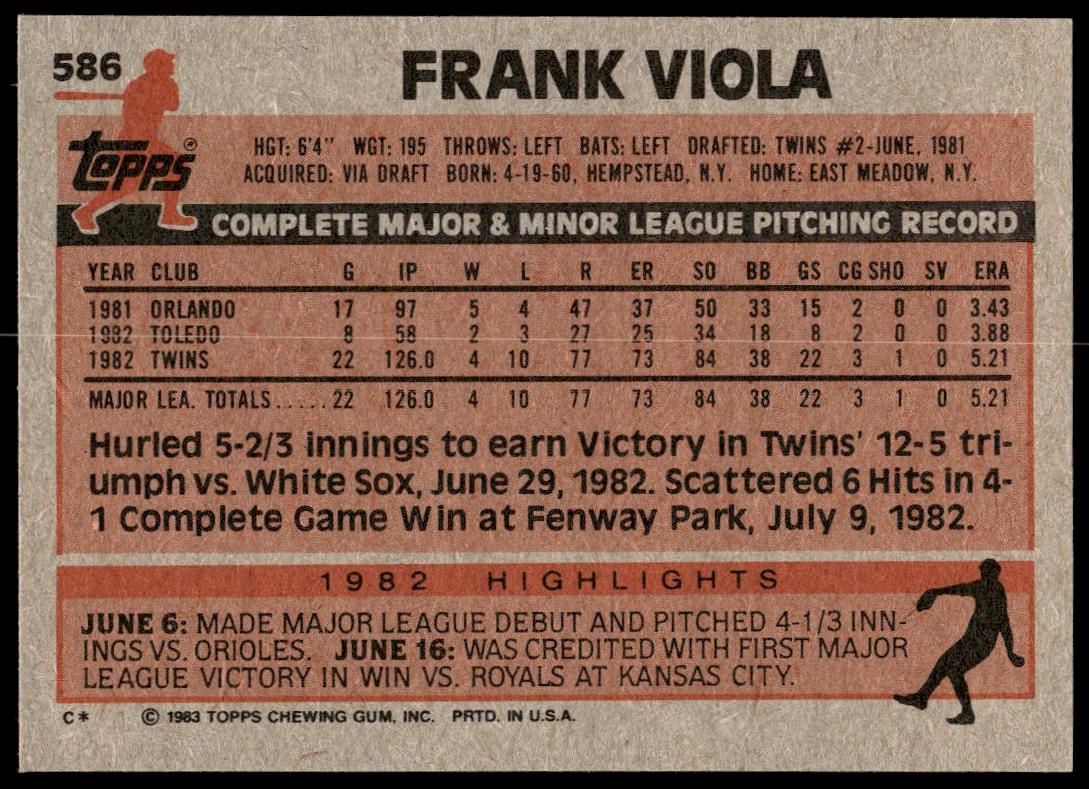 586
FRANK VIOLA
topps®
HGT: 6'4" WGT: 195 THROWS: LEFT BATS: LEFT DRAFTED: TWINS #2-JUNE, 1981
ACQUIRED: VIA DRAFT BORN: 4-19-60, HEMPSTEAD, N.Y. HOME: EAST MEADOW, N.Y.
COMPLETE MAJOR & MINOR LEAGUE PITCHING RECORD
YEAR CLUB G IP W L R ER SO BB GS CG SHO SV ERA
1981 ORLANDO 17 97 5 4 47 37 50 33 15 2 0 0 3.43
1982 TOLEDO 8 58 2 3 27 25 34 18 8 2 0 0 3.88
1982 TWINS 22 126.0 4 10 77 73 84 38 22 3 1 0 5.21
MAJOR LEA. TOTALS.....22 126.0 4 10 77 73 84 38 22 3 1 0 5.21
Hurled 5-2/3 innings to earn Victory in Twins' 12-5 tri-
umph vs. White Sox, June 29, 1982. Scattered 6 Hits in 4-
1 Complete Game Win at Fenway Park, July 9, 1982.
1982 HIGHLIGHTS
JUNE 6: MADE MAJOR LEAGUE DEBUT AND PITCHED 4-1/3 INN-
INGS VS. ORIOLES. JUNE 16: WAS CREDITED WITH FIRST MAJOR
LEAGUE VICTORY IN WIN VS. ROYALS AT KANSAS CITY.
C* © 1983 TOPPS CHEWING GUM, INC. PRTD. IN U.S.A.